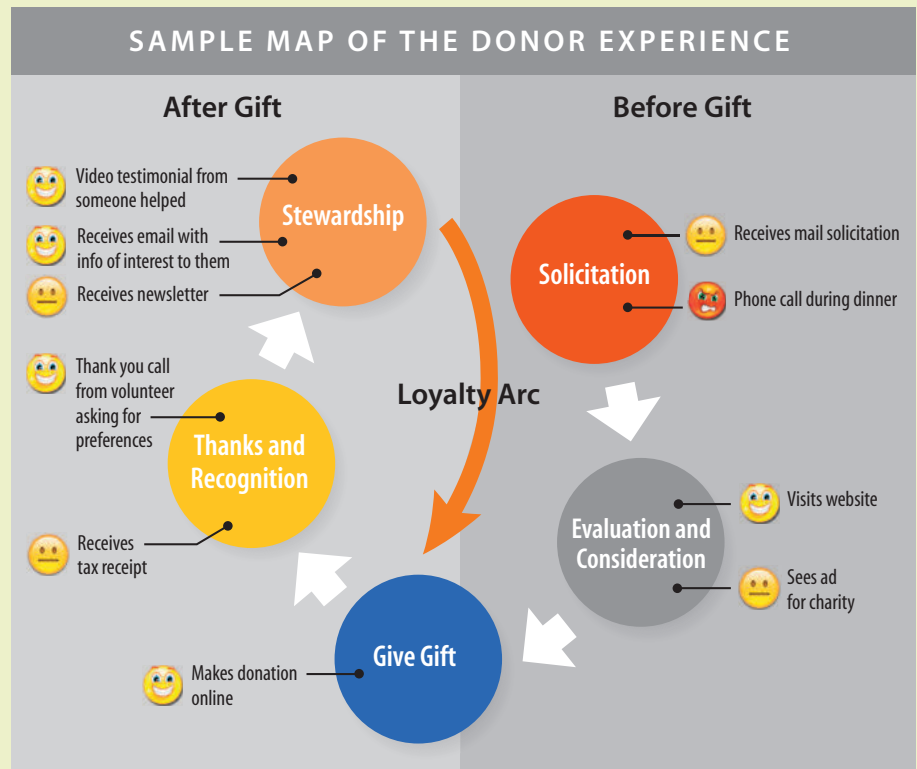 SAMPLE MAP OF THE DONOR EXPERIENCE
After Gift
Before Gift
Video testimonial from
someone helped
Receives email with
info of interest to them
Receives newsletter
Stewardship
Solicitation
Receives mail solicitation
Phone call during dinner
Loyalty Arc
Thank you call
from volunteer
asking for
preferences
Thanks and
Recognition
Receives
tax receipt
Evaluation and
Consideration
Visits website
Sees ad
for charity
Give Gift
Makes donation
online